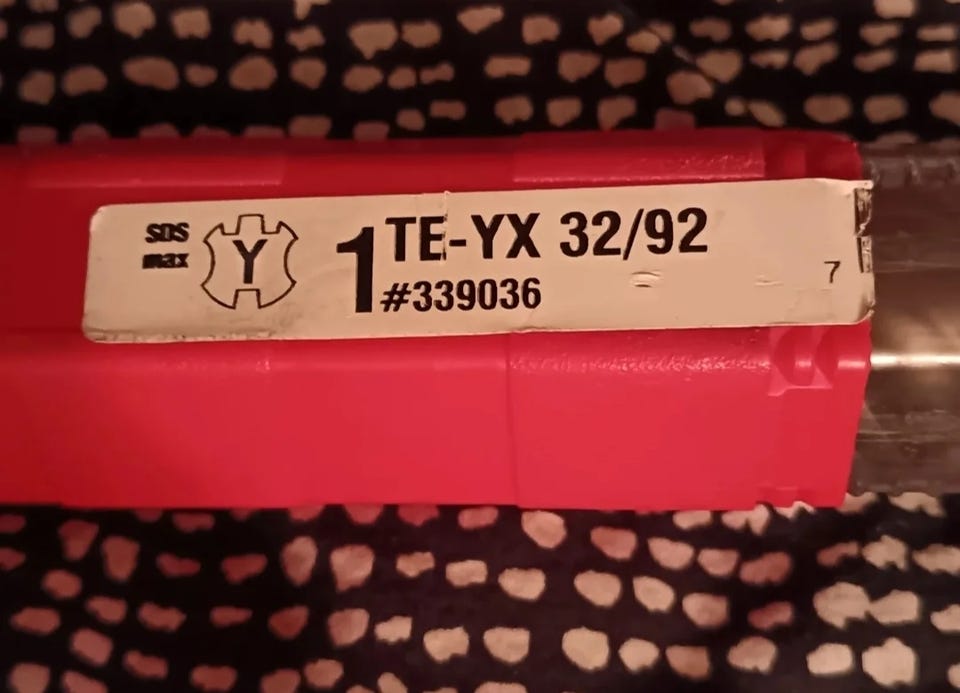 SDS
max
Y
1 TE-YX 32/92
#339036
7